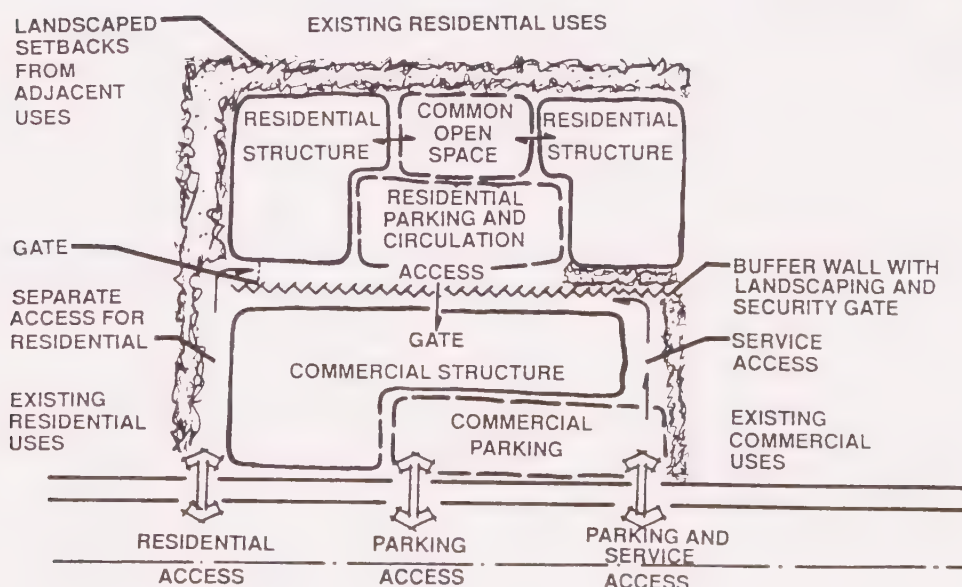 LANDSCAPED
SETBACKS
FROM
ADJACENT
USES
EXISTING RESIDENTIAL USES
RESIDENTIAL
STRUCTURE
COMMON
OPEN
SPACE
RESIDENTIAL
STRUCTURE
RESIDENTIAL
PARKING AND
CIRCULATION
GATE
ACCESS
BUFFER WALL WITH
LANDSCAPING AND
SECURITY GATE
SEPARATE
ACCESS FOR
RESIDENTIAL
GATE
COMMERCIAL STRUCTURE
SERVICE
ACCESS
EXISTING
RESIDENTIAL
USES
COMMERCIAL
PARKING
EXISTING
COMMERCIAL
USES
RESIDENTIAL
ACCESS
PARKING
ACCESS
PARKING AND
SERVICE
ACCESS